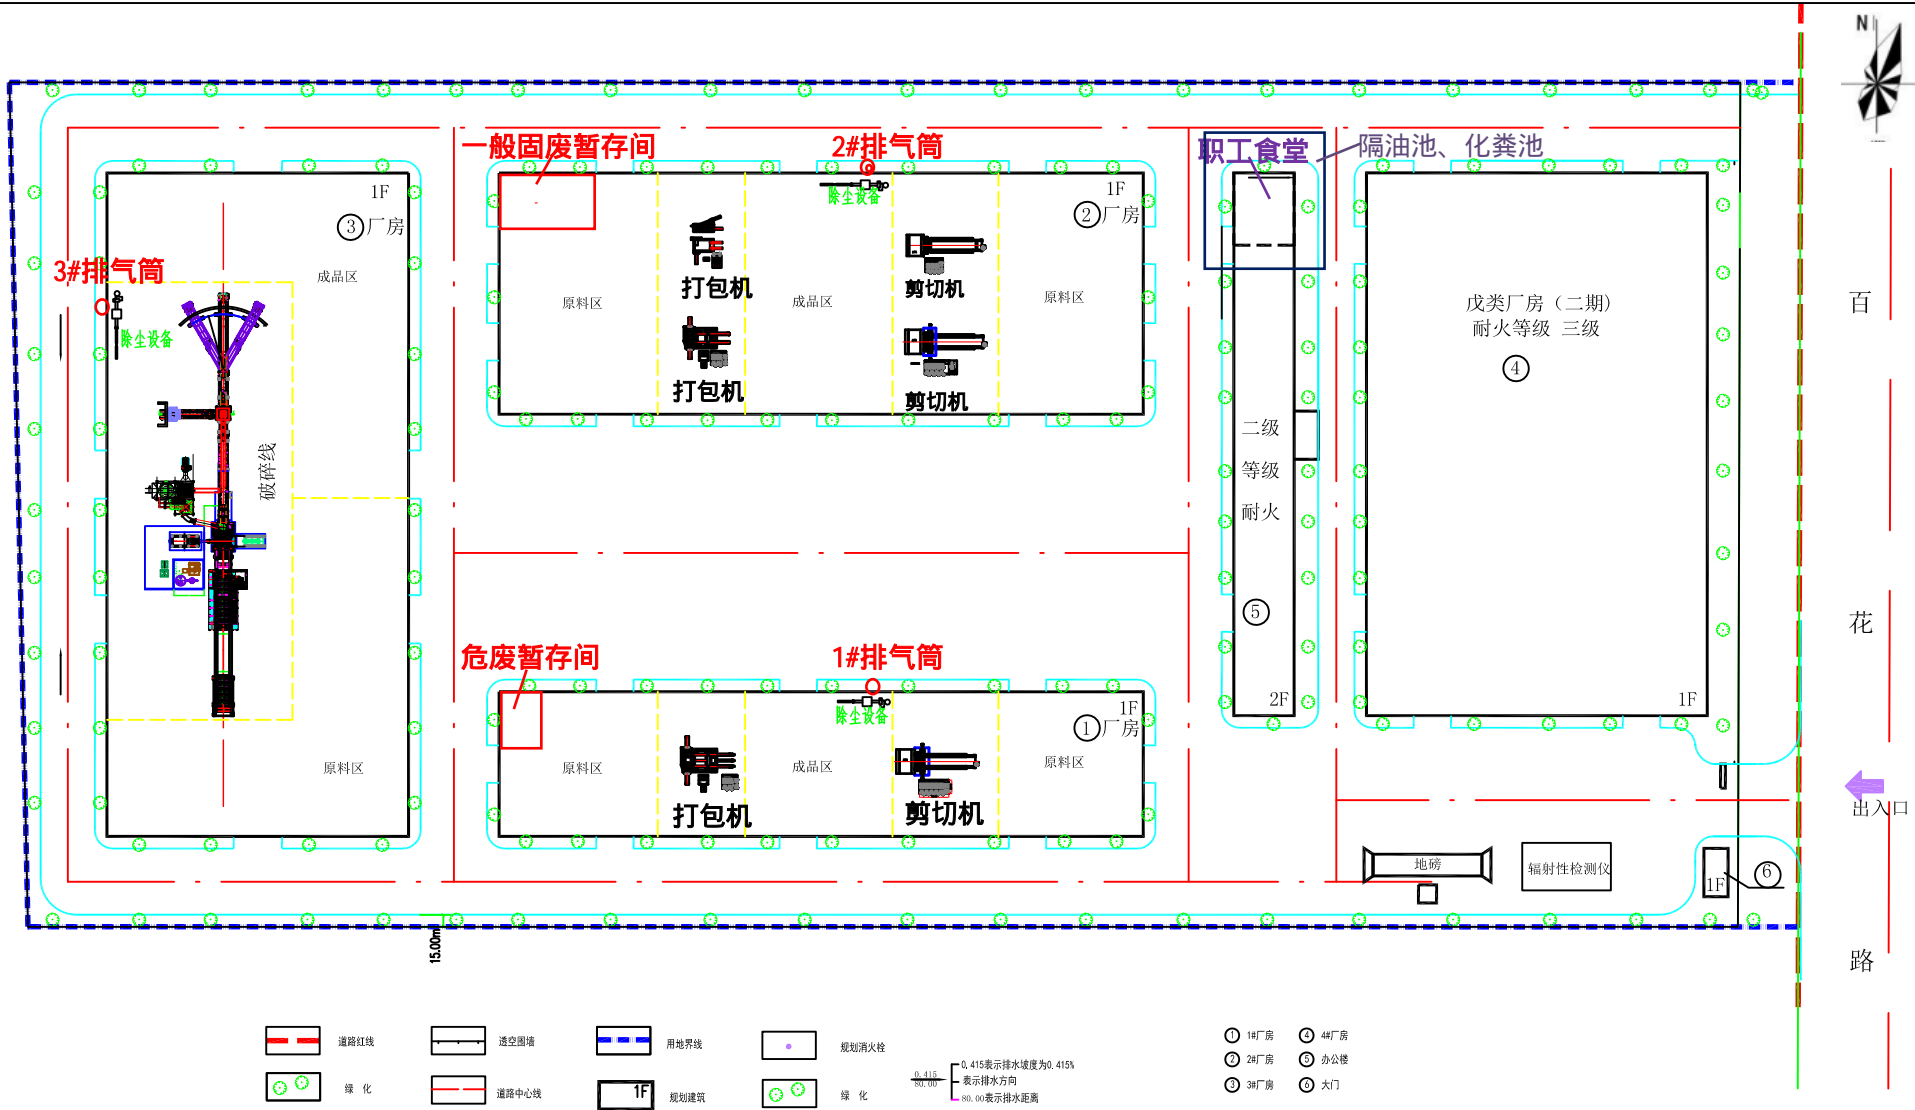 N
一般固废暂存间
2#排气筒
职工食堂
隔油池、化粪池
1F
③厂房
除尘设备
1F
②厂房
3#排气筒
成品区
除尘设备
原料区
打包机
成品区
剪切机
原料区
戊类厂房（二期）
耐火等级 三级
④
百
打包机
剪切机
破碎线
二级
等级
耐火
⑤
花
危废暂存间
1#排气筒
除尘设备
1F
①厂房
2F
1F
原料区
原料区
成品区
原料区
打包机
剪切机
出入口
地磅
辐射性检测仪
1F
⑥
15.00m
路
道路红线
透空围墙
用地界线
规划消火栓
绿 化
道路中心线
1F
规划建筑
绿 化
0.415
80.00
0.415表示排水坡度为0.415%
表示排水方向
80.00表示排水距离
① 1#厂房
④ 4#厂房
② 2#厂房
⑤ 办公楼
③ 3#厂房
⑥ 大门